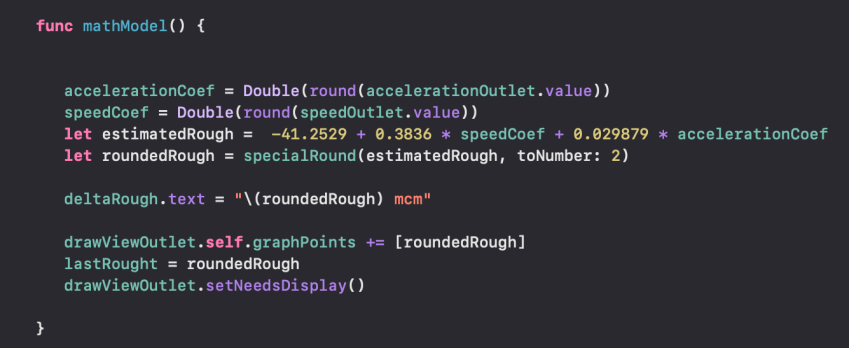 func mathModel() {
accelerationCoef = Double(round(accelerationOutlet.value))
speedCoef = Double(round(speedOutlet.value))
let estimatedRough =  -41.2529 + 0.3836 * speedCoef + 0.029879 * accelerationCoef
let roundedRough = specialRound(estimatedRough, toNumber: 2)
deltaRough.text = "\(roundedRough) mcm"
drawViewOutlet.self.graphPoints += [roundedRough]
lastRought = roundedRough
drawViewOutlet.setNeedsDisplay()
}